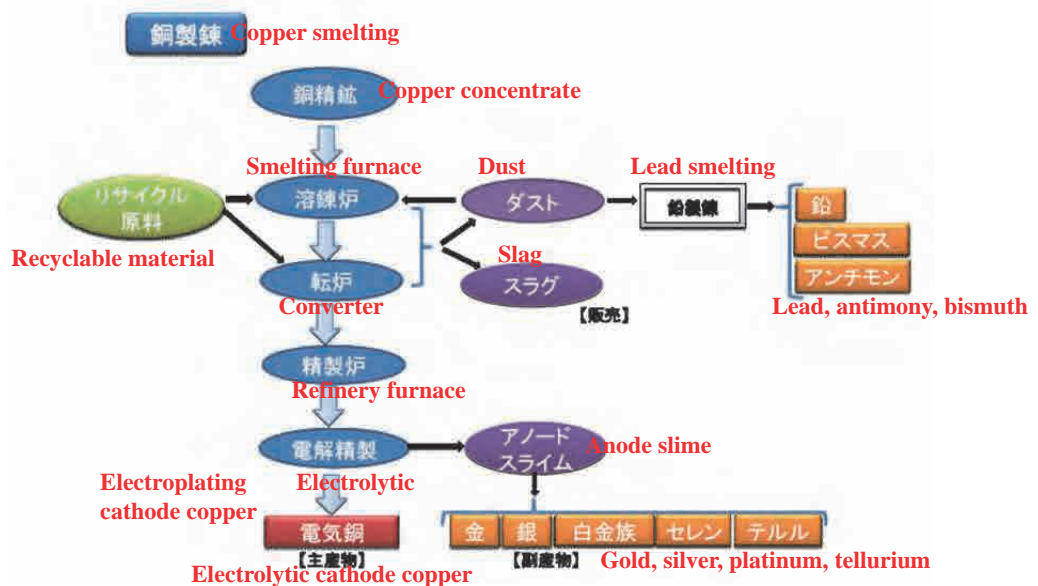 銅製錬
Copper smelting
銅精鉱
Copper concentrate
Smelting furnace
Dust
Lead smelting
リサイクル
原料
溶錬炉
ダスト
鉛製錬
鉛
ビスマス
アンチモン
Recyclable material
Slag
転炉
スラグ
Converter
【販売】
Lead, antimony, bismuth
精製炉
Refinery furnace
電解精製
アノード
スライム
Anode slime
Electroplating
cathode copper
Electrolytic
電気銅
【主産物】
Electrolytic cathode copper
金
銀
白金族
セレン
テルル
【副産物】
Gold, silver, platinum, tellurium